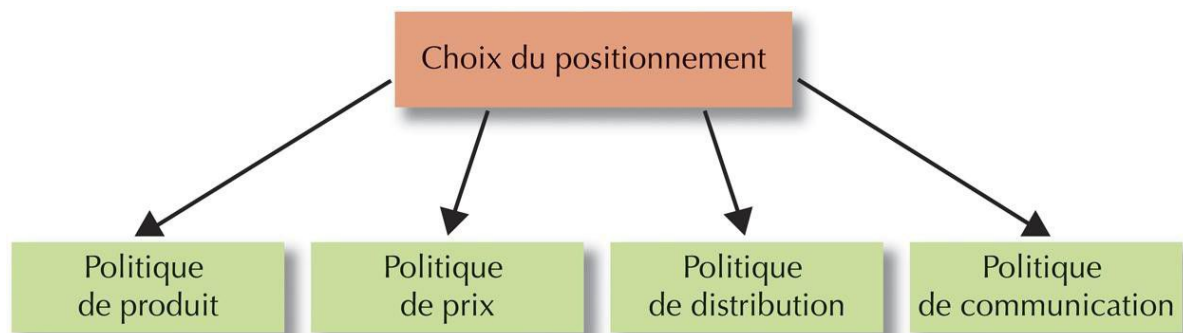 Choix du positionnement
Politique
de produit
Politique
de prix
Politique
de distribution
Politique
de communication